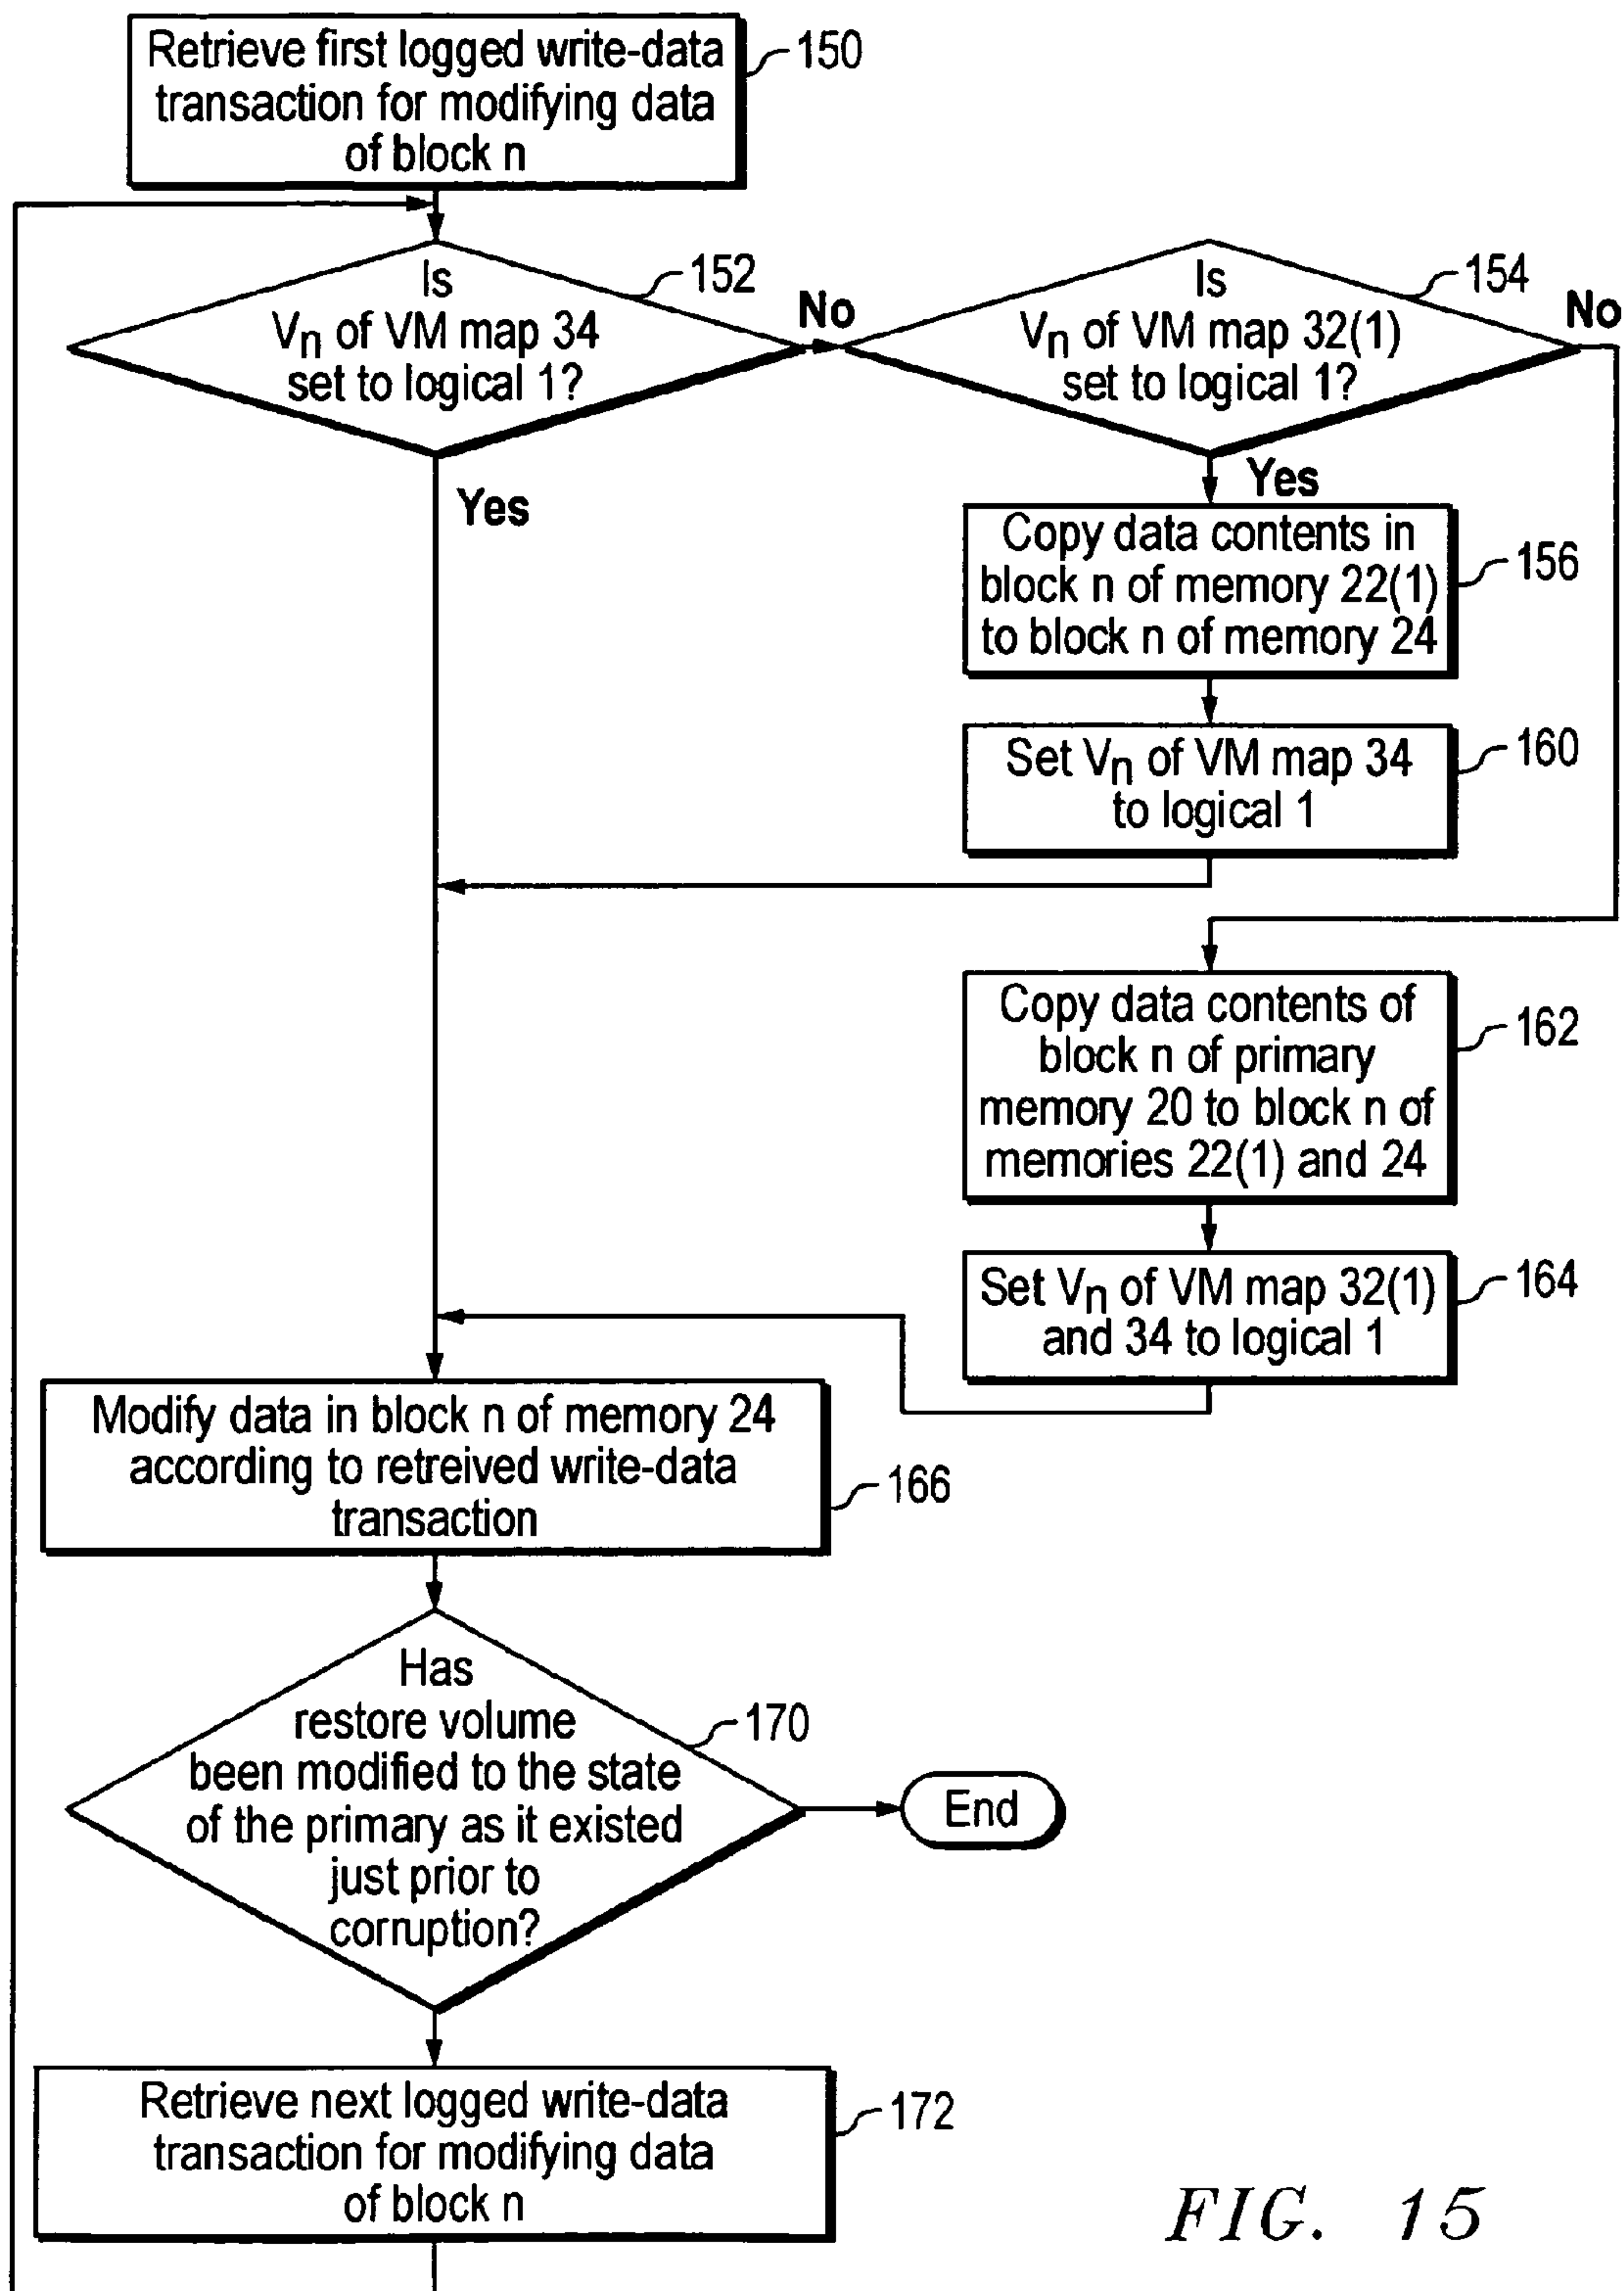 Retrieve first logged write-data
transaction for modifying data
of block n
150
Is
Vn of VM map 34
set to logical 1?
152
No
Is
Vn of VM map 32(1)
set to logical 1?
154
No
Yes
Yes
Copy data contents in
block n of memory 22(1)
to block n of memory 24
156
Set Vn of VM map 34
to logical 1
160
Copy data contents of
block n of primary
memory 20 to block n of
memories 22(1) and 24
162
Set Vn of VM map 32(1)
and 34 to logical 1
164
Modify data in block n of memory 24
according to retreived write-data
transaction
166
Has
restore volume
been modified to the state
of the primary as it existed
just prior to
corruption?
170
End
Retrieve next logged write-data
transaction for modifying data
of block n
172
FIG. 15